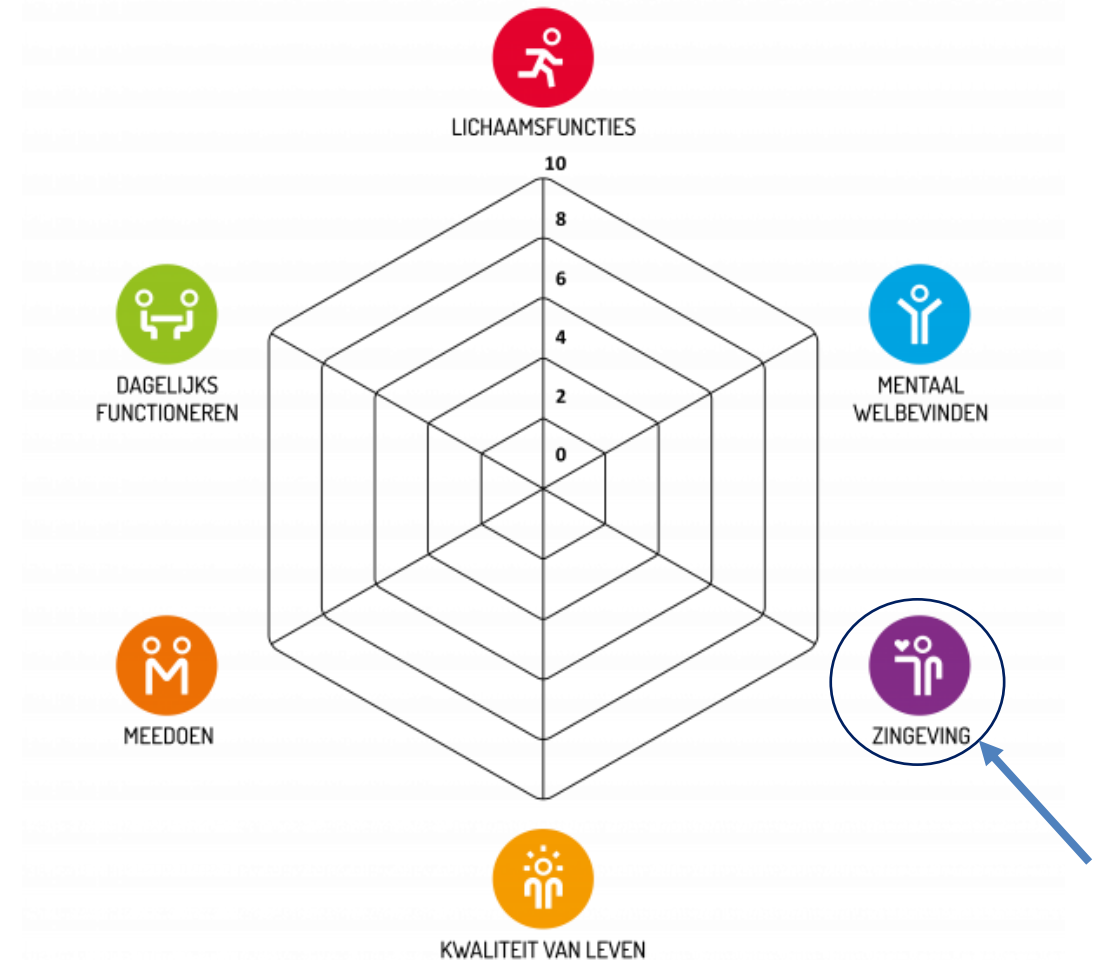 LICHAAMSFUNCTIES
10
8
6
4
2
0
DAGELIJKS
FUNCTIONEREN
MENTAAL
WELBEVINDEN
MEEDOEN
ZINGEVING
KWALITEIT VAN LEVEN